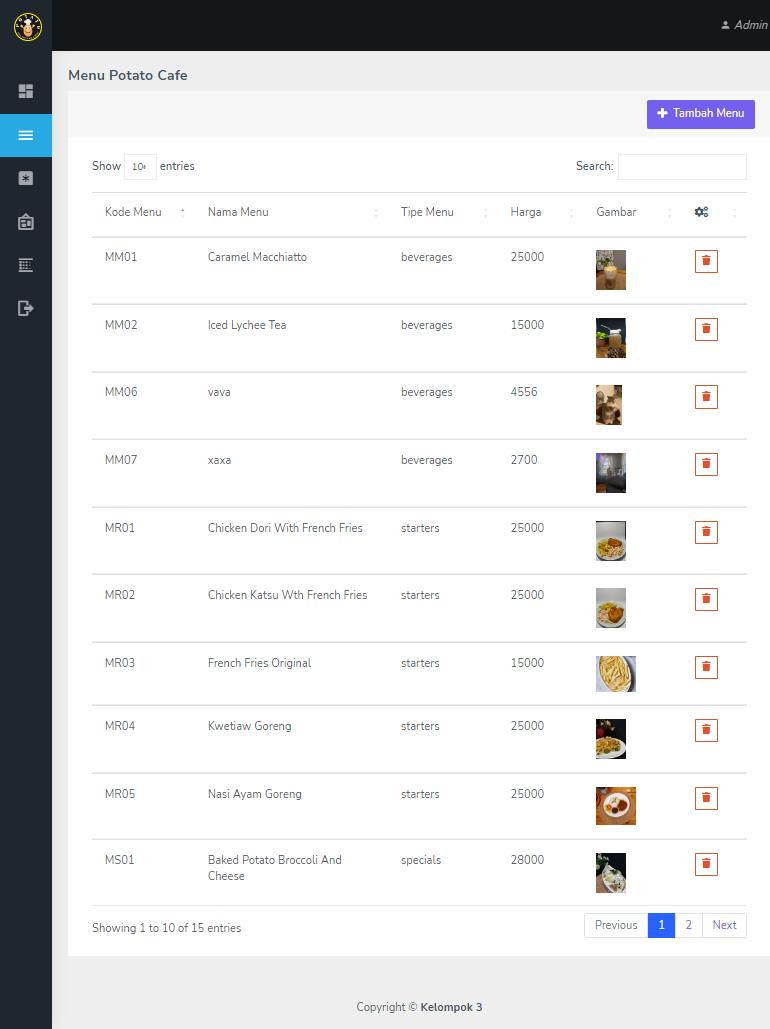 POTATO
Admin
Menu Potato Cafe
Tambah Menu
Show 10 entries
Search:
Kode Menu Nama Menu Tipe Menu Harga Gambar
MM01 Caramel Macchiatto beverages 25000
MM02 Iced Lychee Tea beverages 15000
MM06 vava beverages 4556
MM07 xaxa beverages 2700
MR01 Chicken Dori With French Fries starters 25000
MR02 Chicken Katsu Wth French Fries starters 25000
MR03 French Fries Original starters 15000
MR04 Kwetiaw Goreng starters 25000
MR05 Nasi Ayam Goreng starters 25000
MS01 Baked Potato Broccoli And specials 28000
Cheese
Showing 1 to 10 of 15 entries
Previous 1 2 Next
Copyright © Kelompok 3